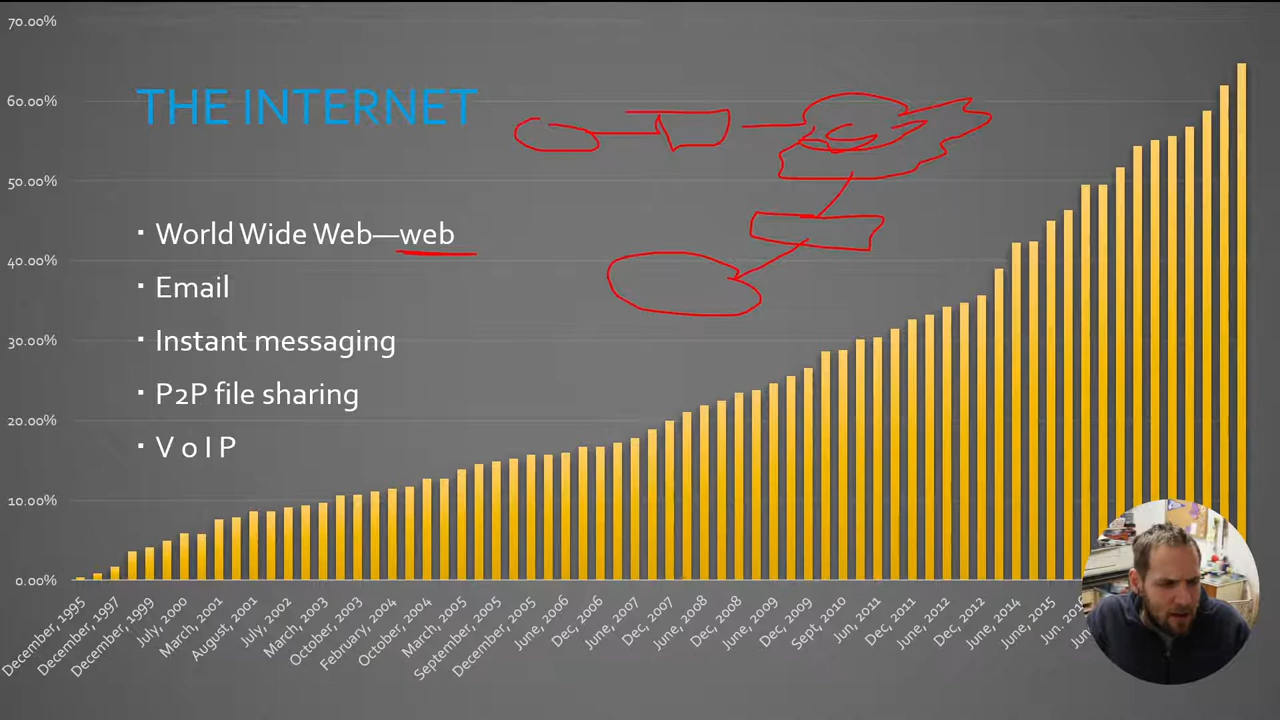 70.00%
60.00%
50.00%
40.00%
30.00%
20.00%
10.00%
0.00%
THE INTERNET
▪ World Wide Web—web
▪ Email
▪ Instant messaging
▪ P2P file sharing
▪ V o I P
December, 1995
December, 1997
December, 1999
July, 2000
March, 2001
August, 2001
July, 2002
March, 2003
October, 2003
February, 2004
October, 2004
March, 2005
September, 2005
December, 2005
June, 2006
Dec, 2006
June, 2007
Dec, 2007
June, 2008
Dec, 2008
June, 2009
Dec, 2009
Sept, 2010
Jun, 2011
Dec, 2011
June, 2012
Dec, 2012
June, 2014
June, 2015